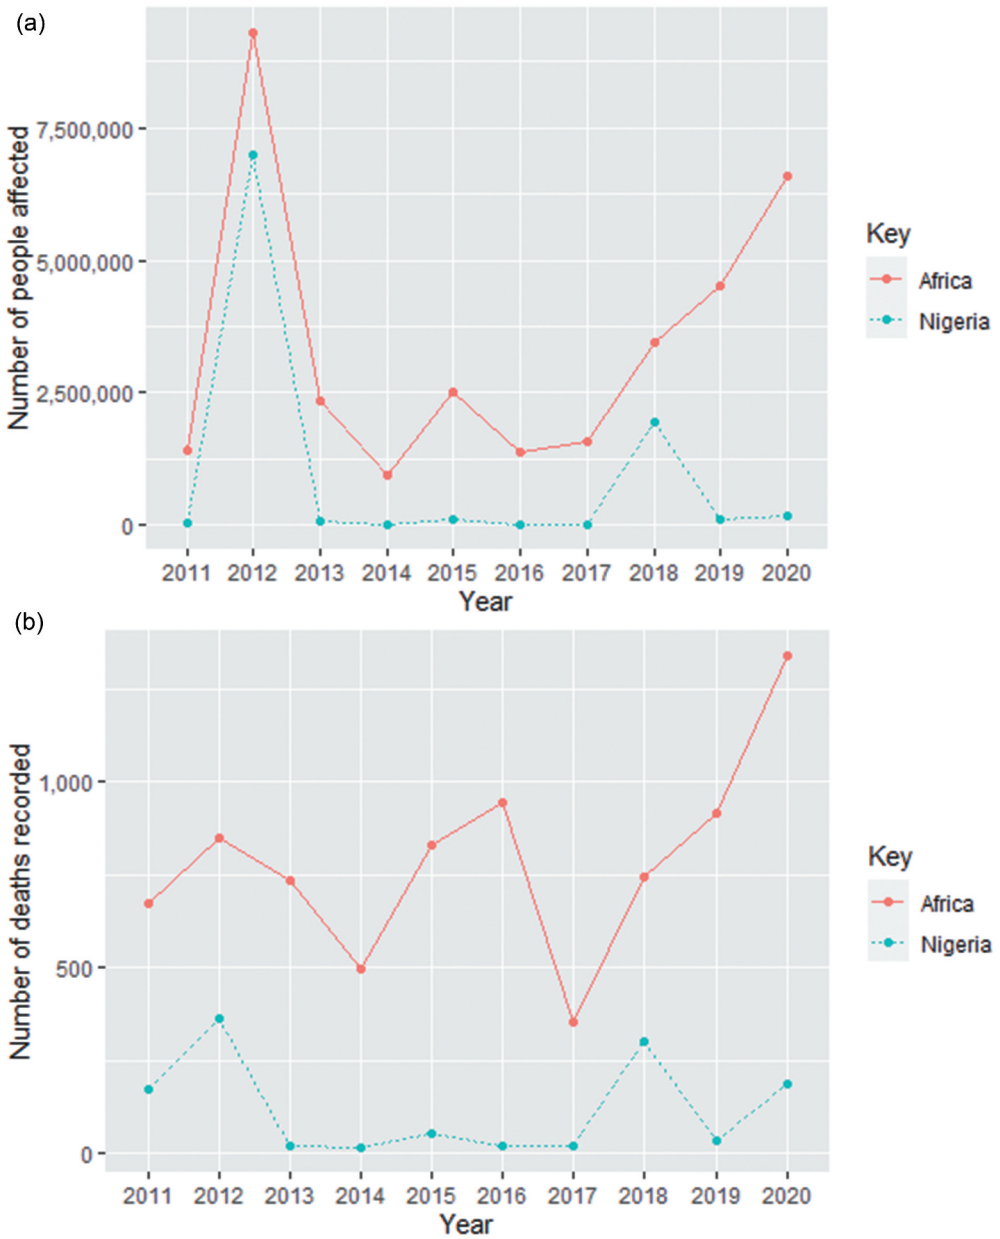 (a)
Number of people affected
7,500,000
5,000,000
2,500,000
0
2011 2012 2013 2014 2015 2016 2017 2018 2019 2020
Year
Key
Africa
Nigeria
(b)
Number of deaths recorded
1,000
500
0
2011 2012 2013 2014 2015 2016 2017 2018 2019 2020
Year
Key
Africa
Nigeria